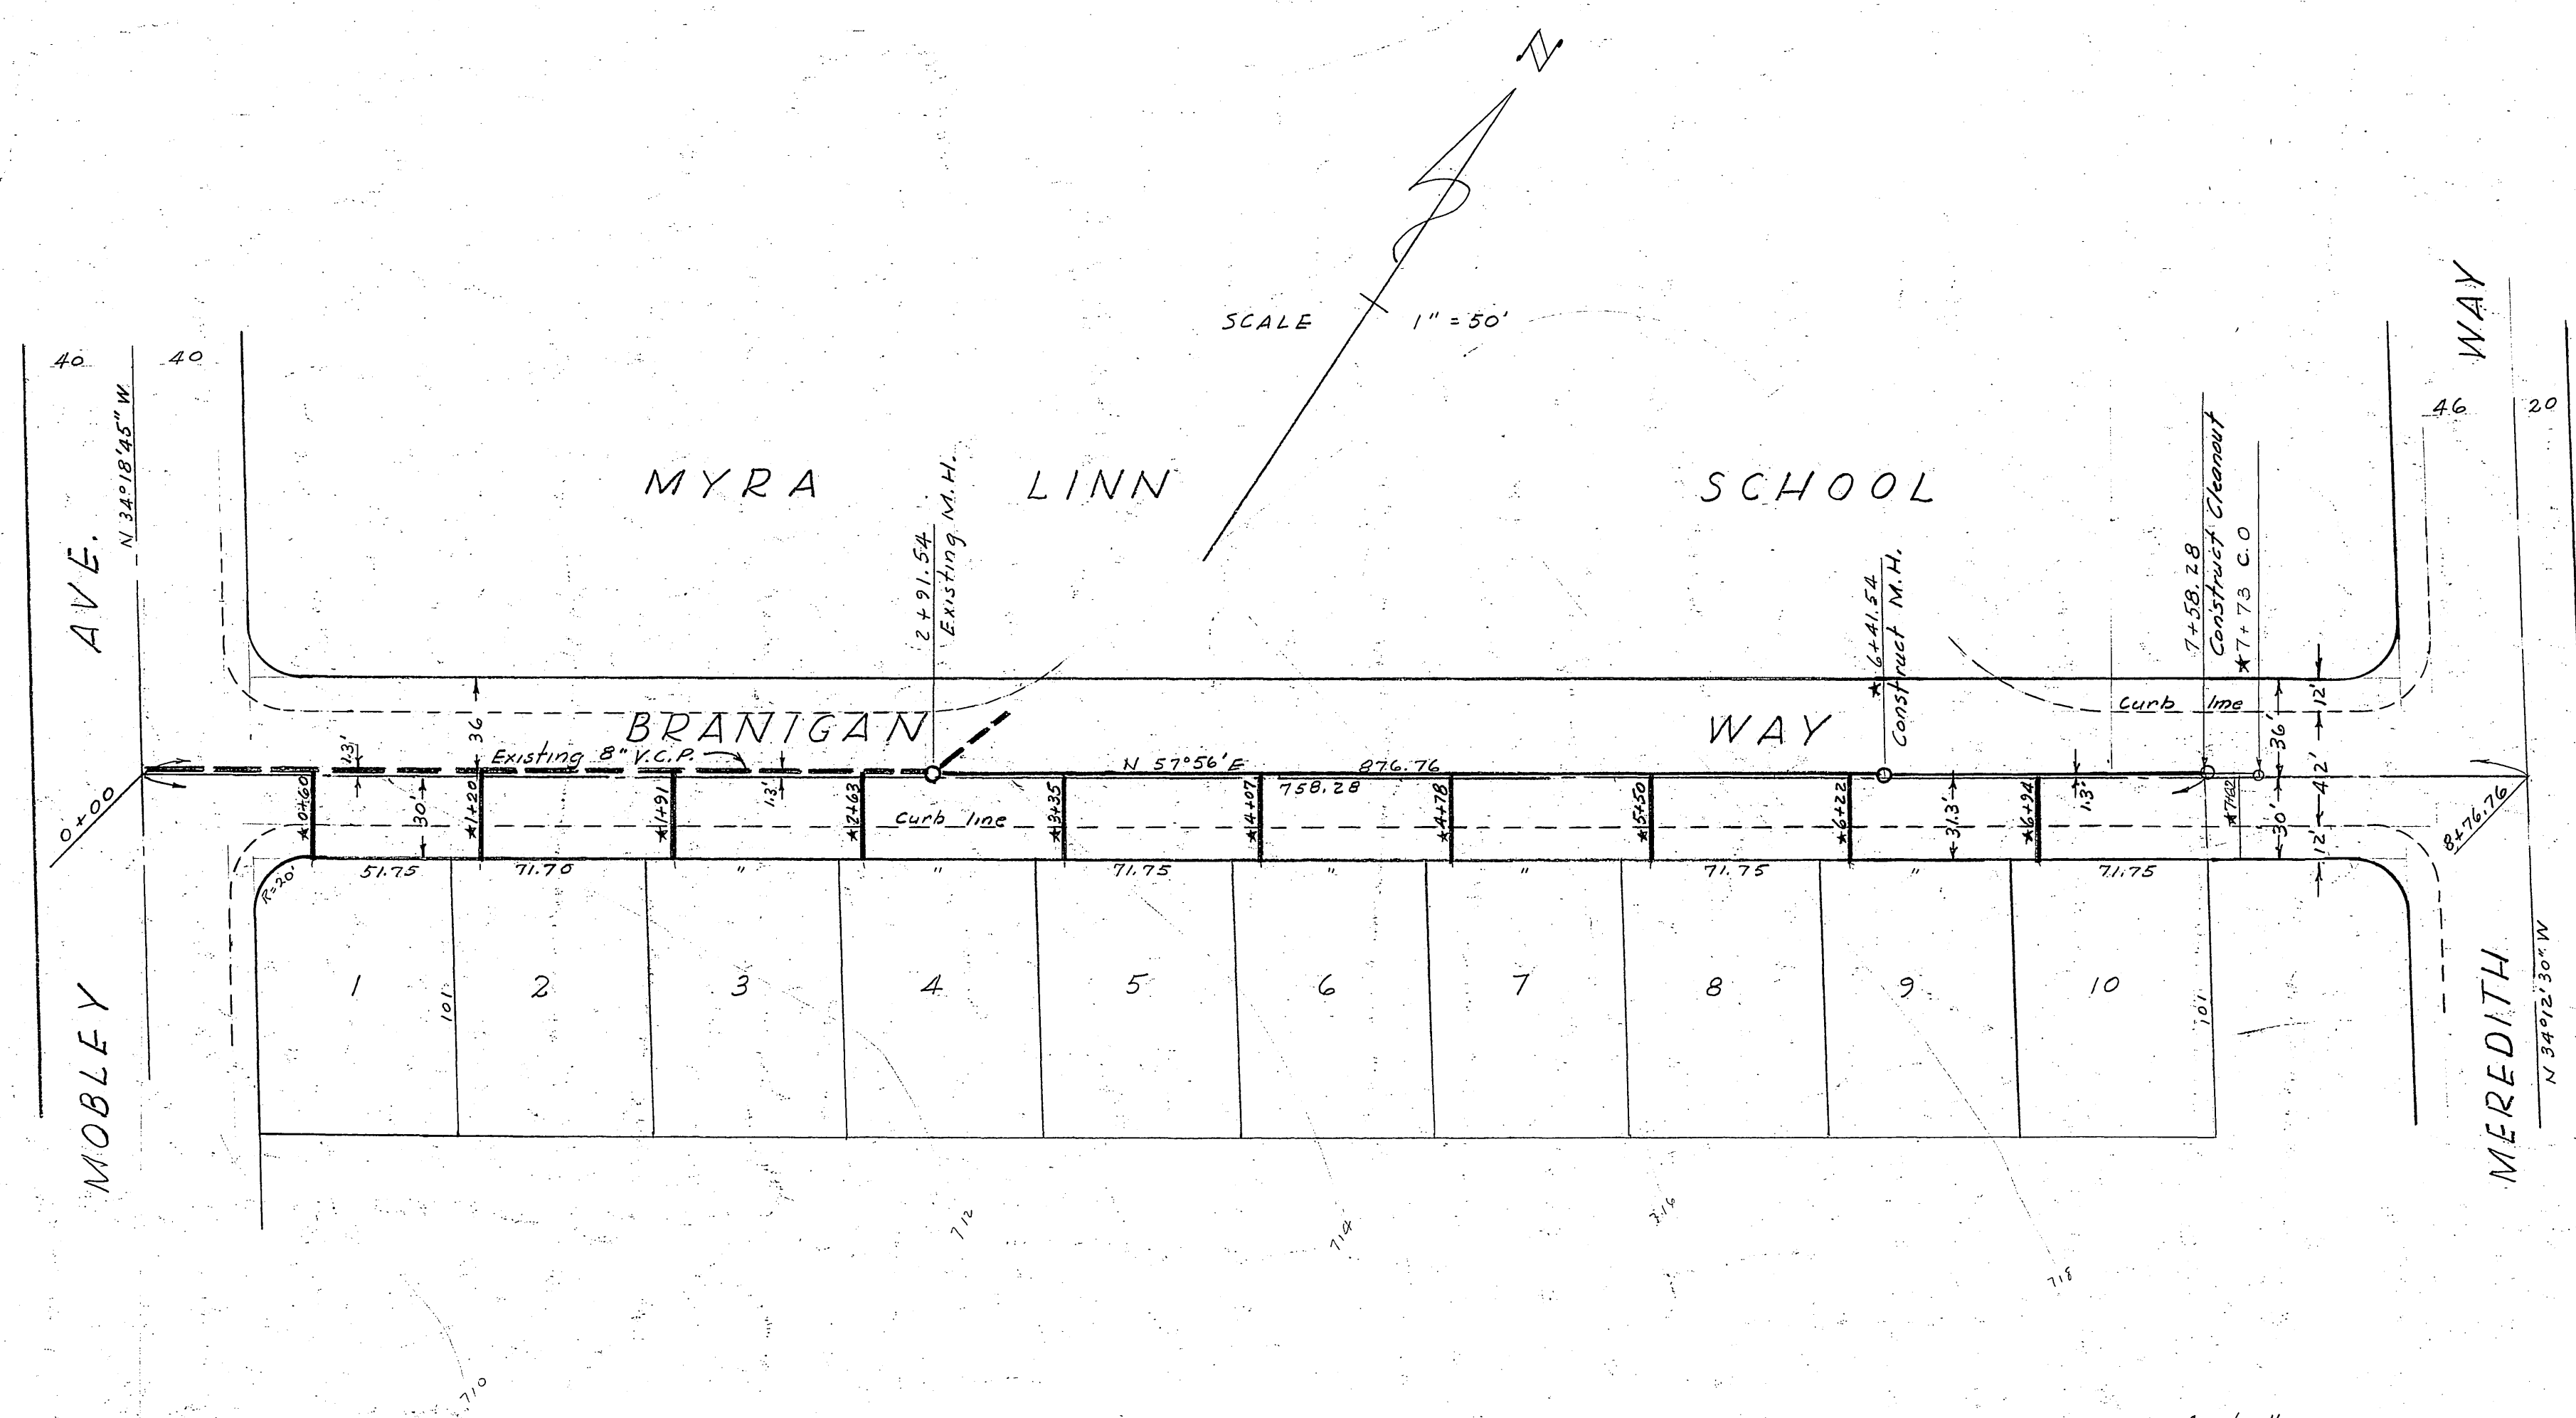 N
SCALE 1" = 50'
40 40
N 34°18'45" W
MOBLEY AVE.
MYRA LINN SCHOOL
46 20
MEREDITH WAY
N 34°12'30" W
2+91.54
Existing M.H.
★6+41.54
Construct M.H.
7+58.28
Construct Cleanout
★7+73 C.O
BRANIGAN WAY
Curb line
36
12'
36'
42'
30'
12'
1.3'
Existing 8" V.C.P.
1.3'
N 57°56' E 876.76
758.28
1.3'
0+00
8+76.76
★0+60
30
★1+20
★1+91
★2+63
Curb line
★3+35
★4+07
★4+78
★5+50
★6+22
31.3'
★6+94
R=20'
51.75 71.76 " " 71.75 " " 71.75 " 71.75
1 2 3 4 5 6 7 8 9 10
101 101
712 714 718
710